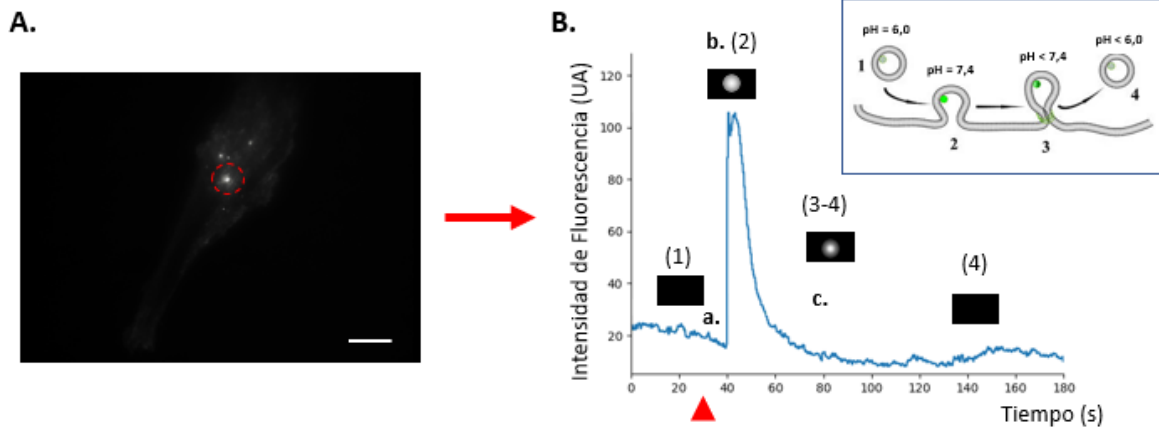 A.
B.
b. (2)
(1)
a.
(3-4)
c.
(4)
Intensidad de Fluorescencia (UA)
120
100
80
60
40
20
0
20
40
60
80
100
120
140
160
180
Tiempo (s)
pH = 6,0
1
pH = 7,4
2
pH < 7,4
3
pH < 6,0
4